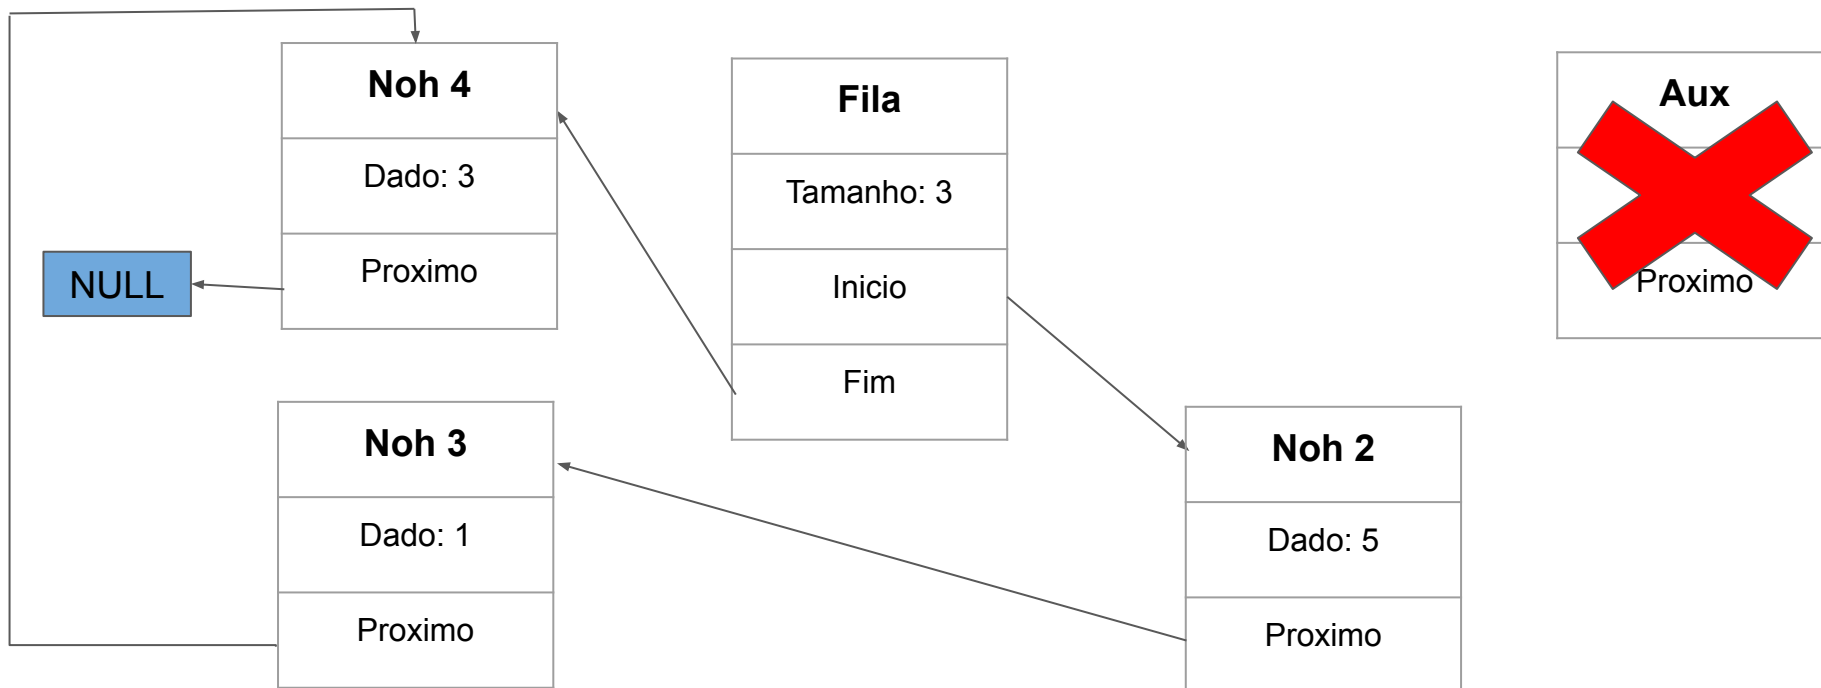 Noh 4
Dado: 3
Proximo
NULL
Fila
Tamanho: 3
Inicio
Fim
Aux
Proximo
Noh 3
Dado: 1
Proximo
Noh 2
Dado: 5
Proximo